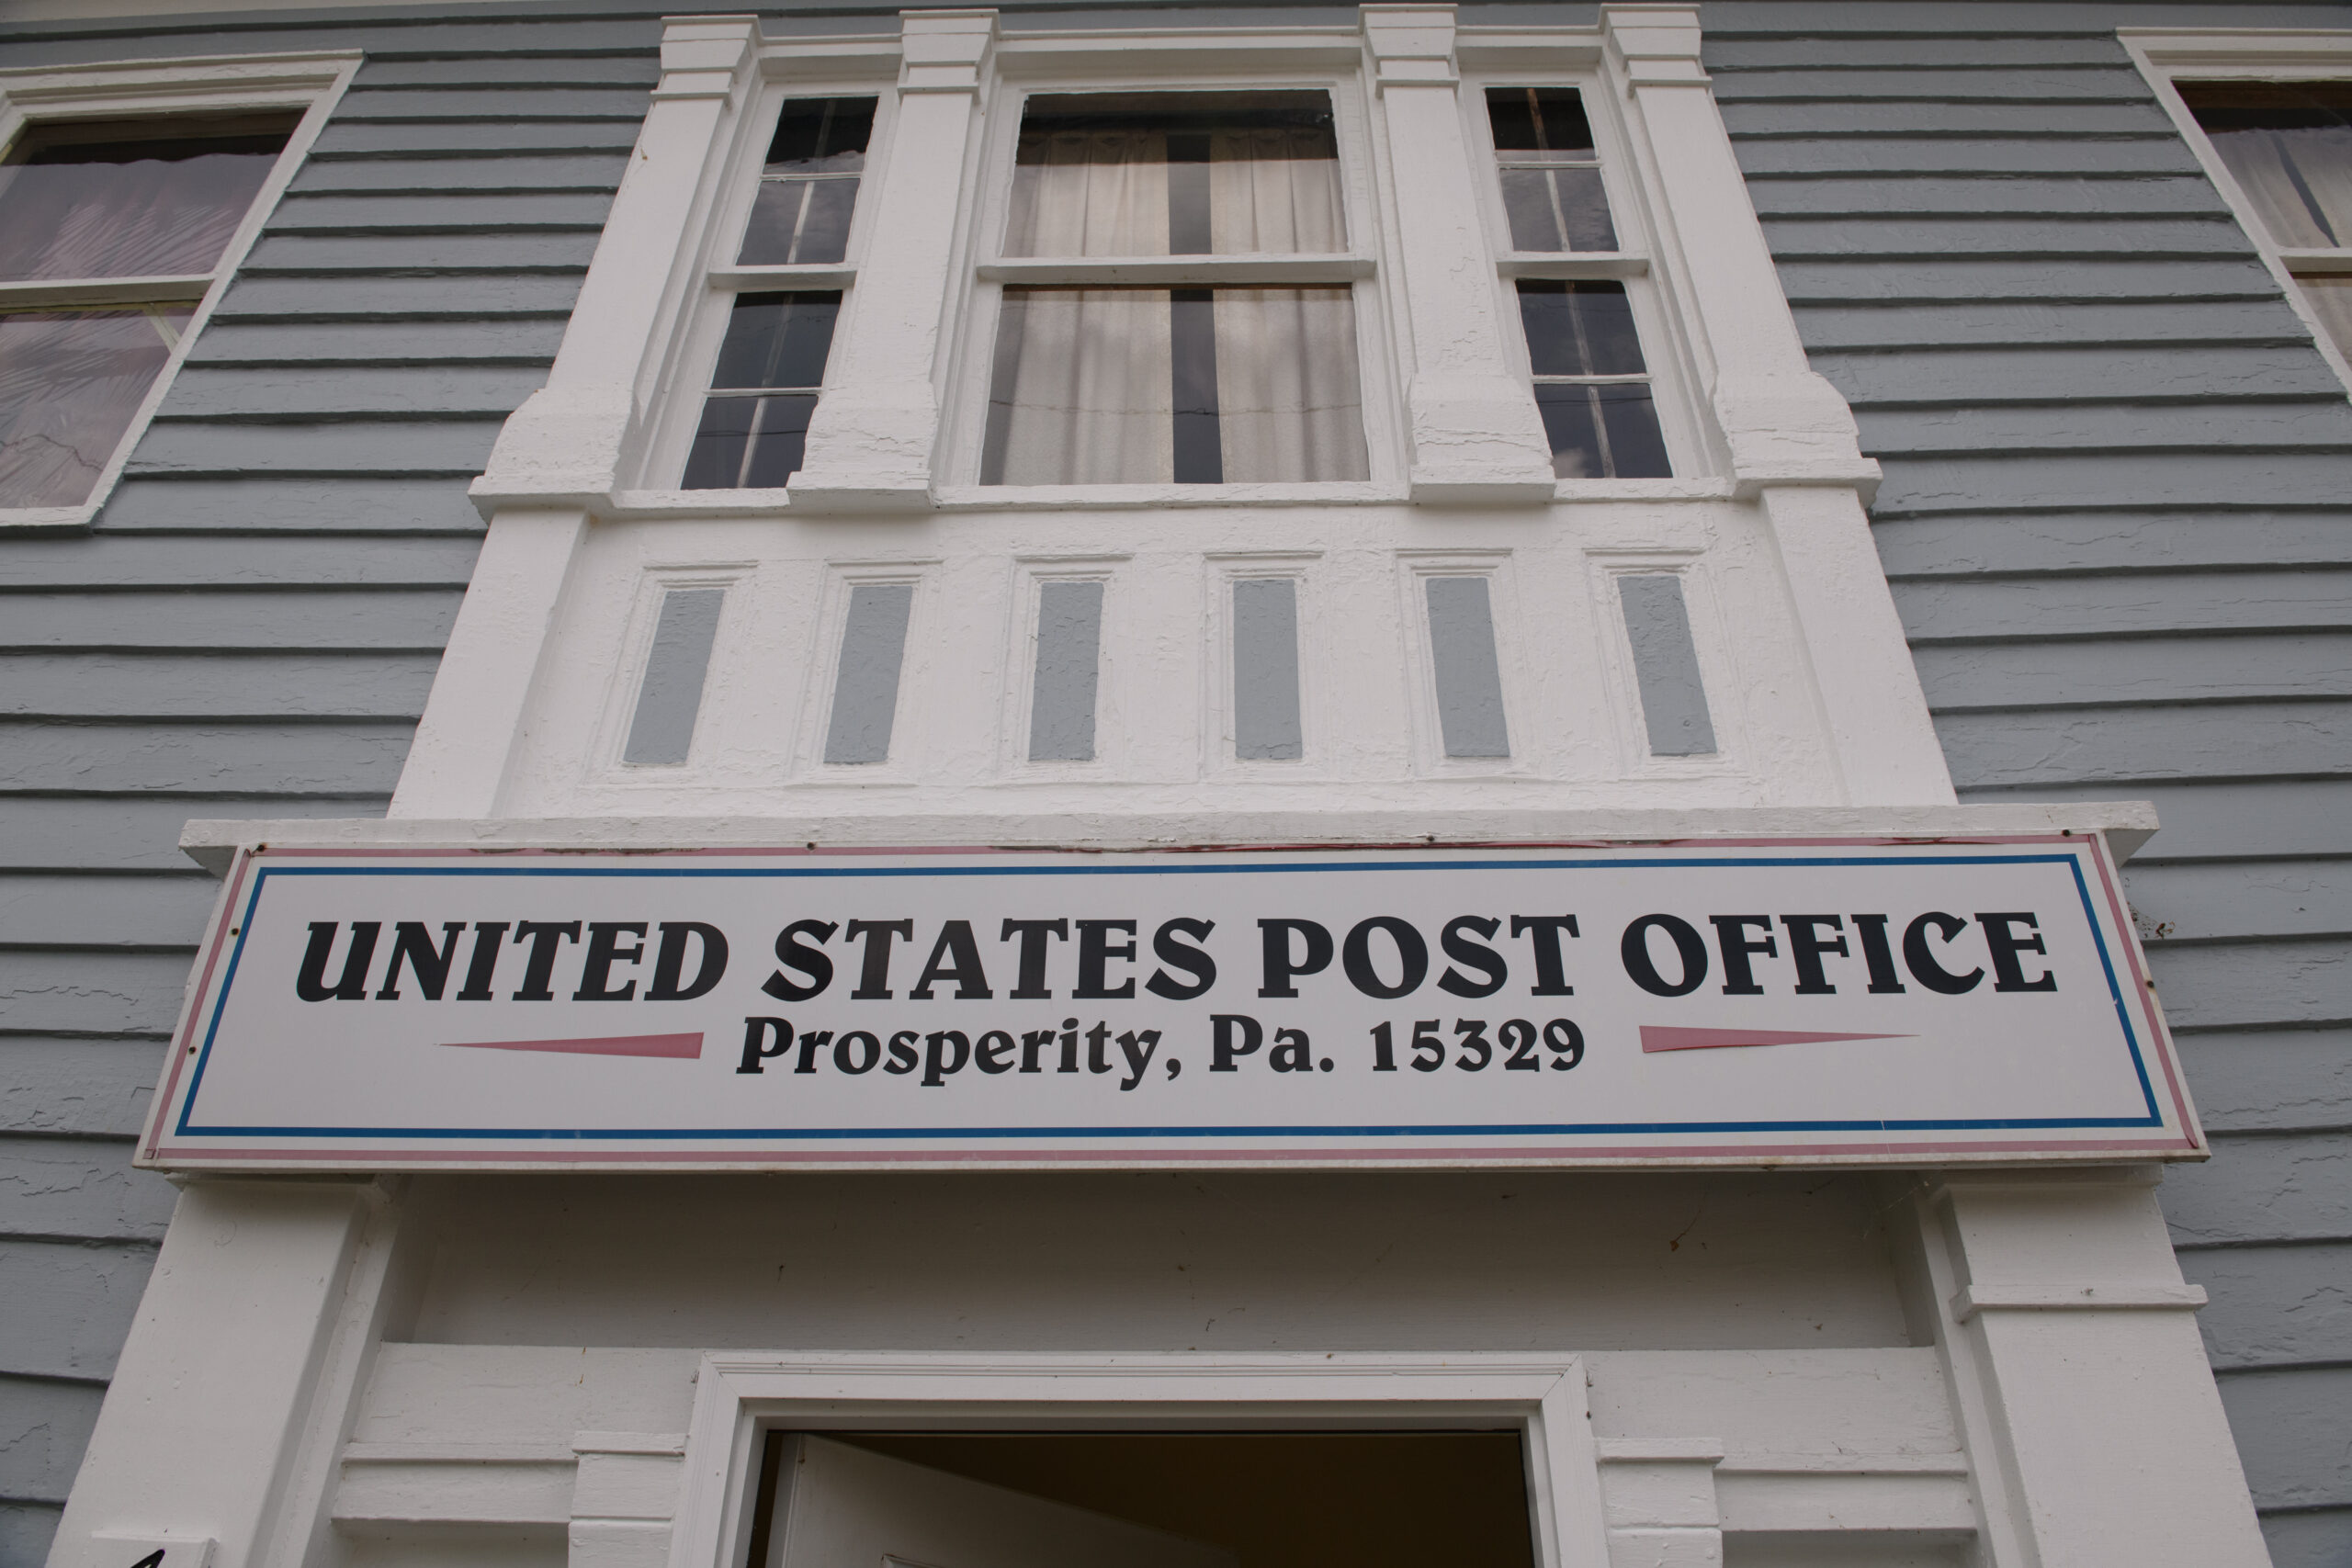 UNITED STATES POST OFFICE
Prosperity, Pa. 15329